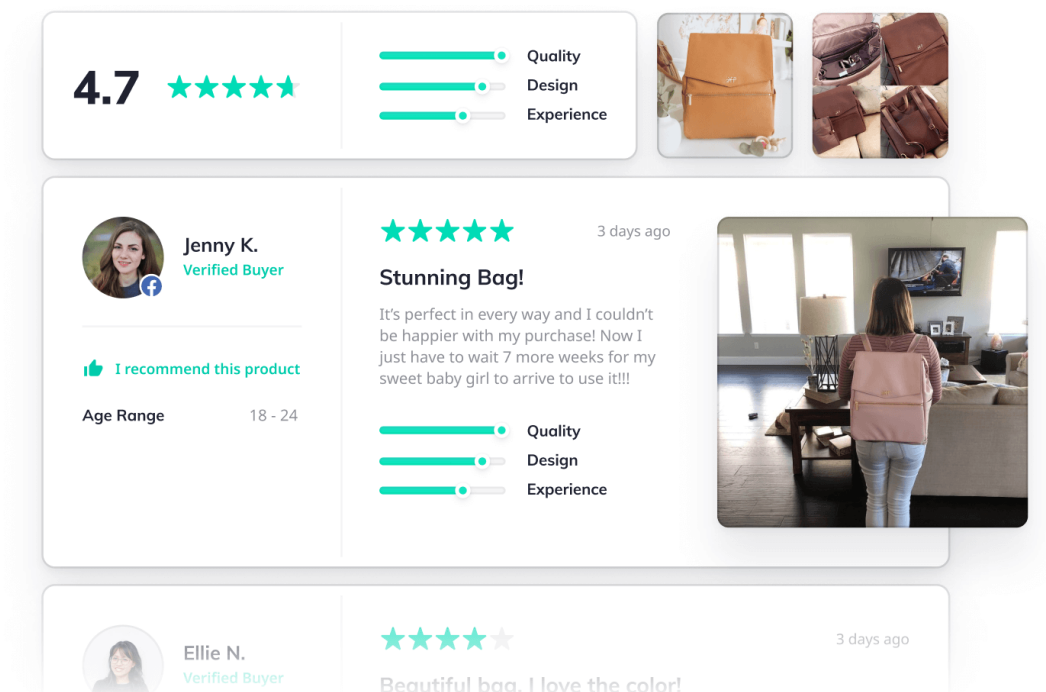 4.7
Quality
Design
Experience
Jenny K.
Verified Buyer
I recommend this product
Age Range
18 - 24
3 days ago
Stunning Bag!
It's perfect in every way and I couldn't
be happier with my purchase! Now I
just have to wait 7 more weeks for my
sweet baby girl to arrive to use it!!!
Quality
Design
Experience
Ellie N.
Verified Buyer
3 days ago
Beautiful bag, I love the color!